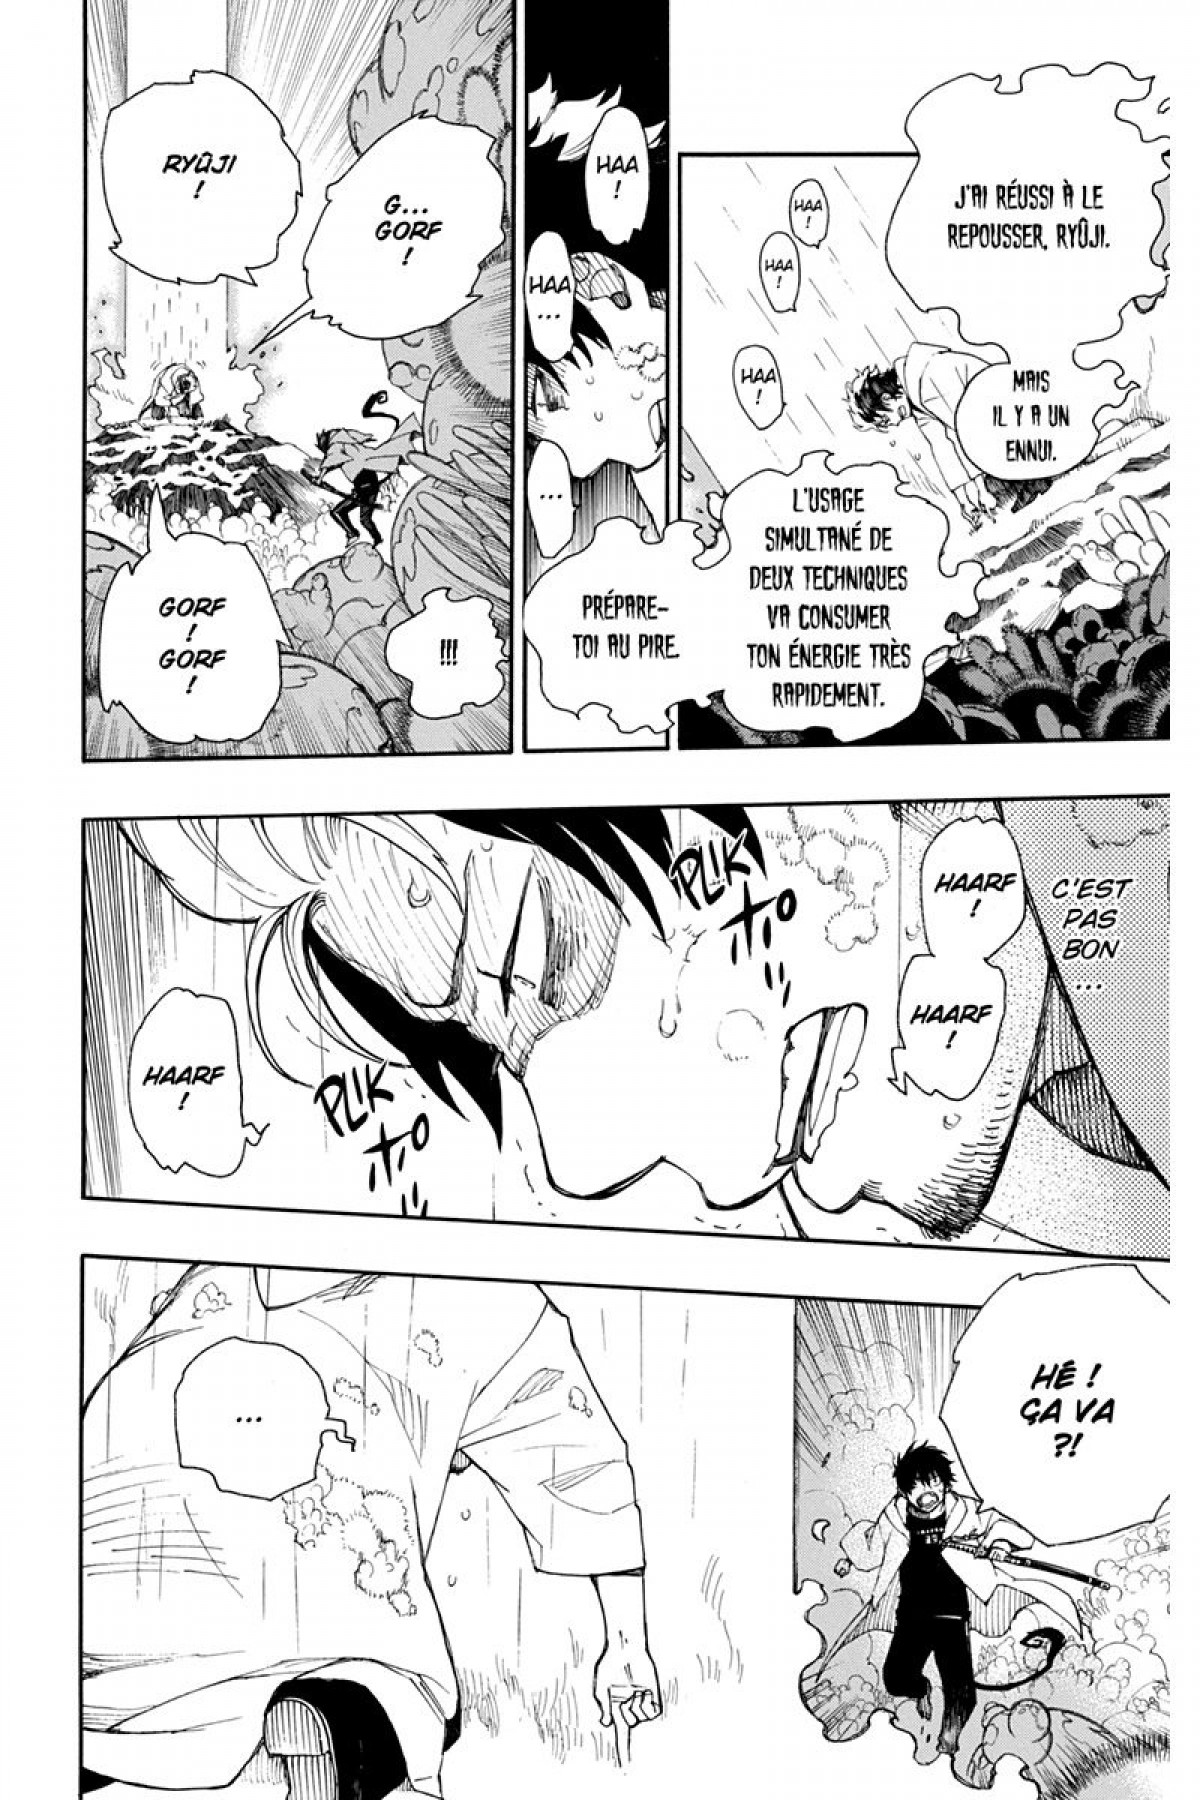 J'AI RÉUSSI À LE
REPOUSSER, RYÛJI.
MAIS
IL Y A UN
ENNUI.
HAA
!
HAA
!
HAA
!
L'USAGE
SIMULTANÉ DE
DEUX TECHNIQUES
VA CONSUMER
TON ÉNERGIE TRÈS
RAPIDEMENT.
HAA
!
HAA
...
...
PRÉPARE-
TOI AU PIRE.
G...
GORF
!
RYÛJI
!
!!!
GORF
!
GORF
!
C'EST
PAS
BON
...
HAARF
!
HAARF
!
PLIK
PLIK
HAARF
!
HÉ !
ÇA VA
?!
...